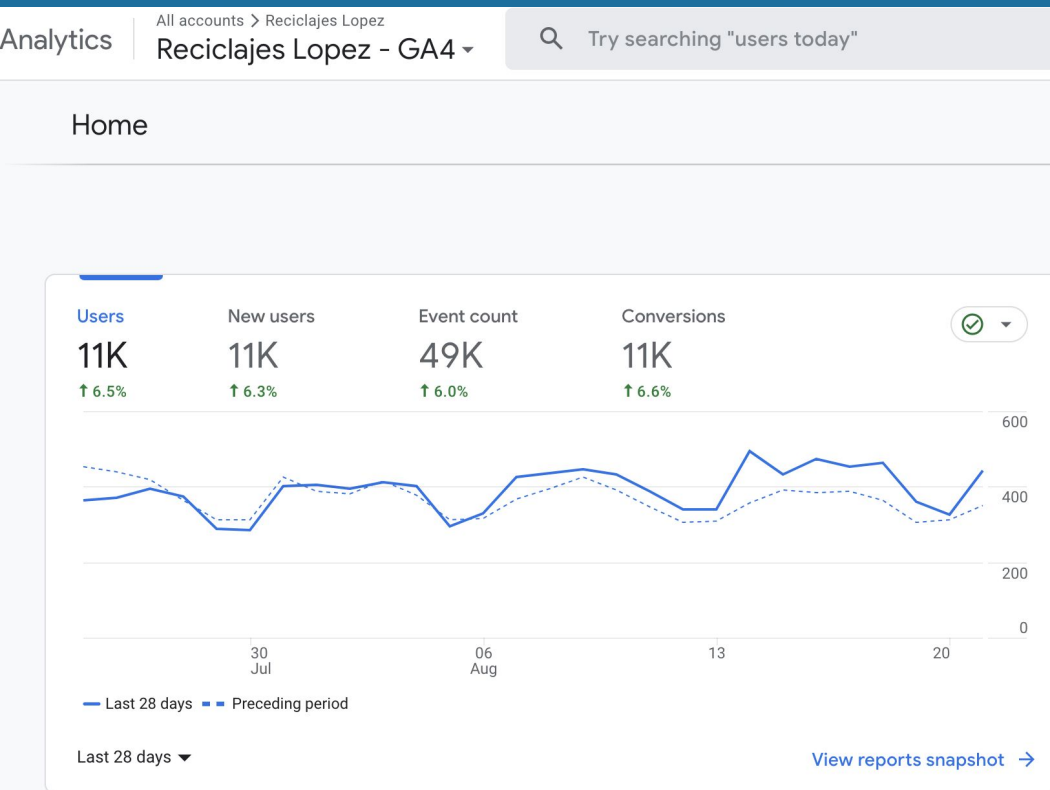 Analytics
All accounts > Reciclajes Lopez
Reciclajes Lopez - GA4
Try searching "users today"
Home
Users
11K
↑ 6.5%
New users
11K
↑ 6.3%
Event count
49K
↑ 6.0%
Conversions
11K
↑ 6.6%
600
400
200
0
30
Jul
06
Aug
13
20
Last 28 days
Preceding period
Last 28 days
View reports snapshot →